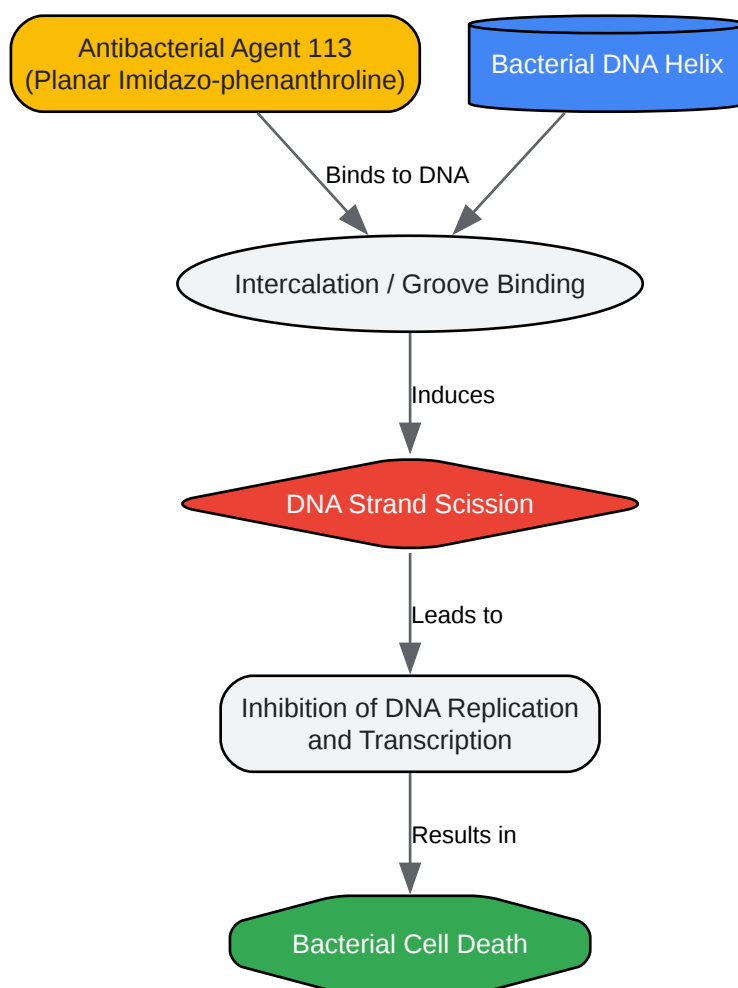 Antibacterial Agent 113
(Planar Imidazo-phenanthroline)
Bacterial DNA Helix
Binds to DNA
Intercalation / Groove Binding
Induces
DNA Strand Scission
Leads to
Inhibition of DNA Replication
and Transcription
Results in
Bacterial Cell Death